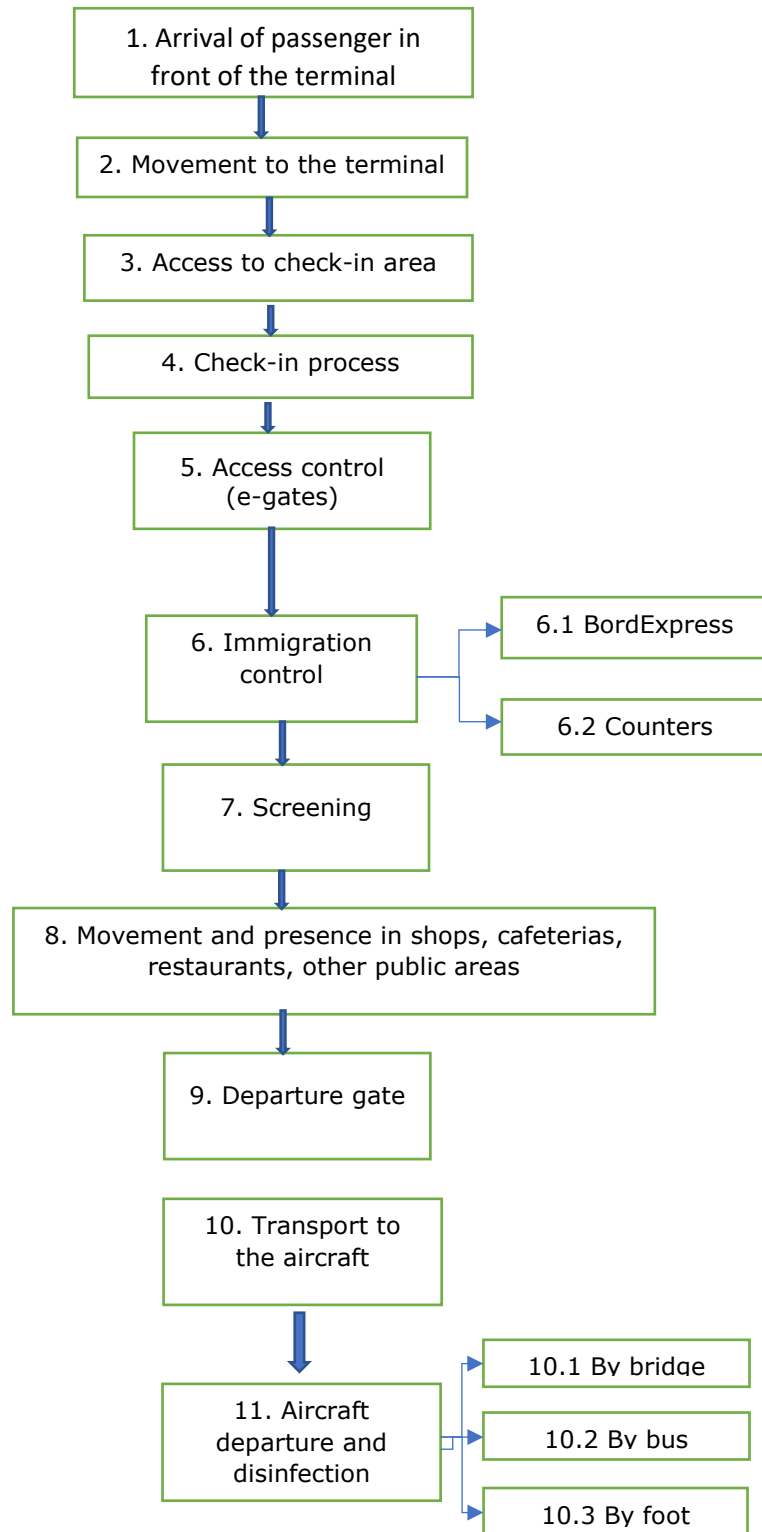 1. Arrival of passenger in
front of the terminal
2. Movement to the terminal
3. Access to check-in area
4. Check-in process
5. Access control
(e-gates)
6. Immigration
control
6.1 BordExpress
6.2 Counters
7. Screening
8. Movement and presence in shops, cafeterias,
restaurants, other public areas
9. Departure gate
10. Transport to
the aircraft
11. Aircraft
departure and
disinfection
10.1 By bridge
10.2 By bus
10.3 By foot